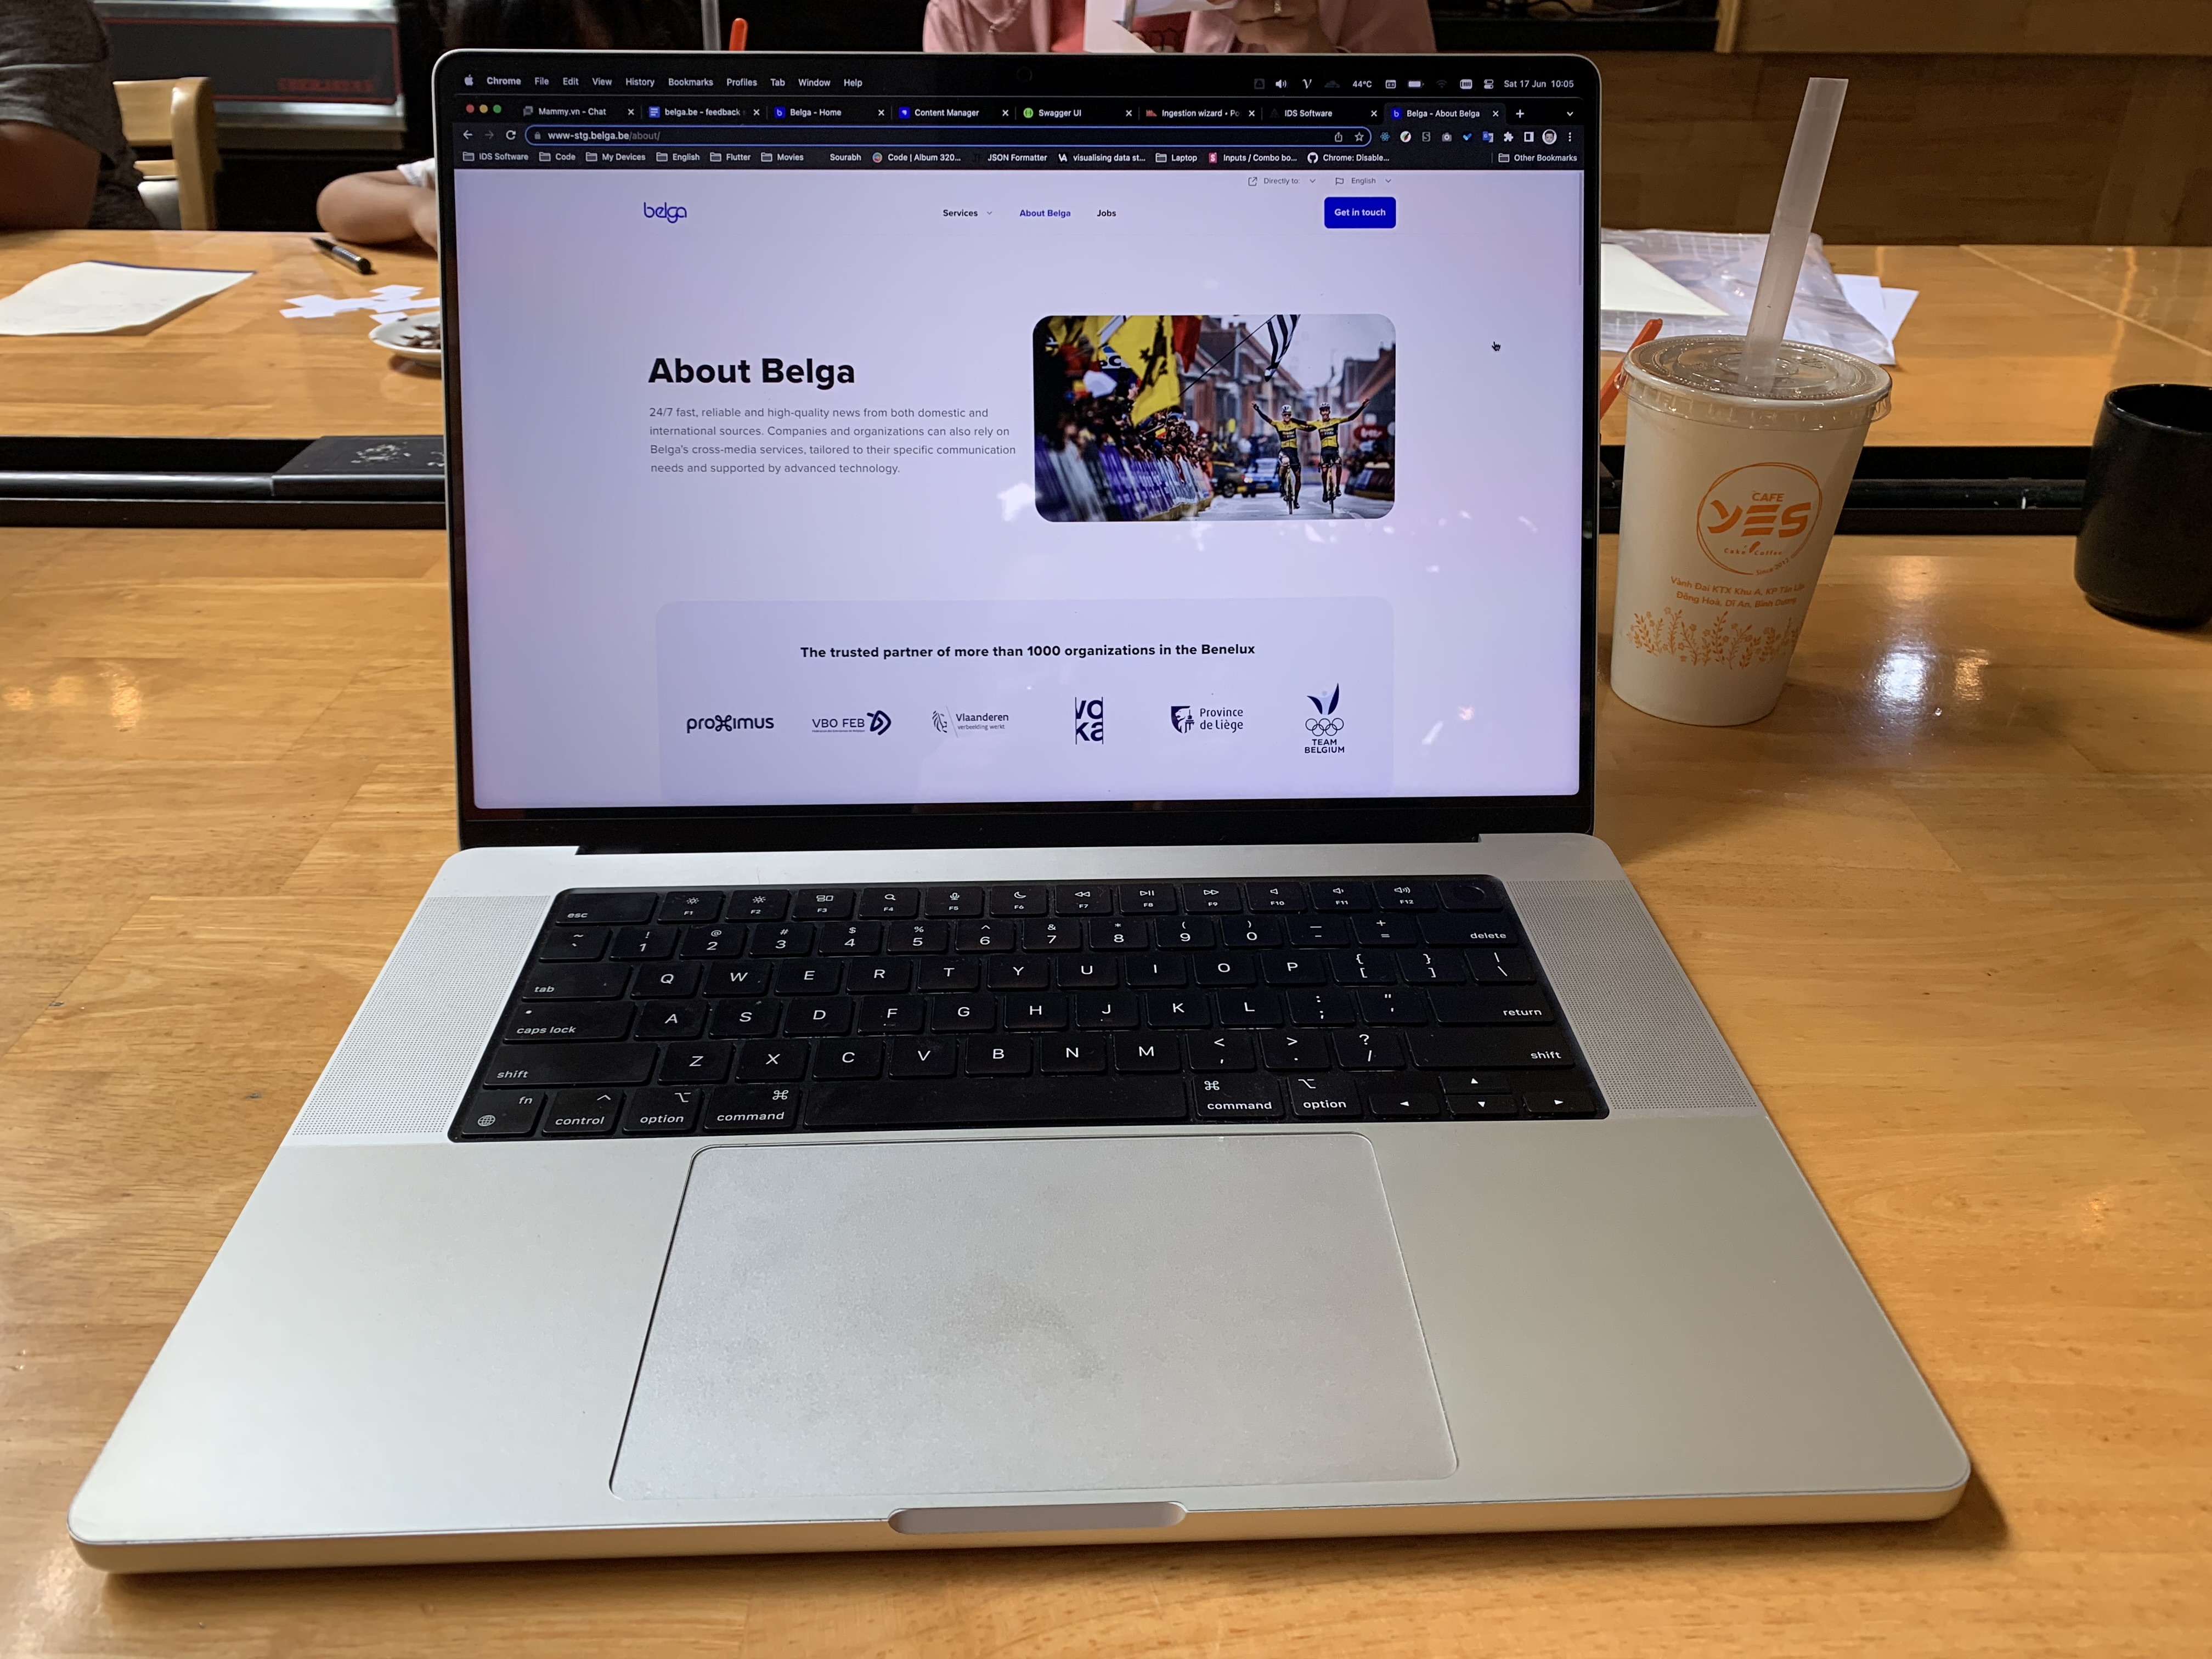 Chrome File Edit View History Bookmarks Profiles Tab Window Help
44°C Sat 17 Jun 10:05
Mammy.vn - Chat
belga.be - feedback
Belga - Home
Content Manager
Swagger UI
Ingestion wizard • Po
IDS Software
Belga - About Belga
www-stg.belga.be/about/
IDS Software Code My Devices English Flutter Movies Sourabh Code | Album 320... JSON Formatter visualising data st... Laptop Inputs / Combo bo... Chrome: Disable... Other Bookmarks
Directly to: English
belga
Services About Belga Jobs
Get in touch
About Belga
24/7 fast, reliable and high-quality news from both domestic and
international sources. Companies and organizations can also rely on
Belga's cross-media services, tailored to their specific communication
needs and supported by advanced technology.
The trusted partner of more than 1000 organizations in the Benelux
proximus
VBO FEB
Vlaanderen
verbeelding werkt
voka
Province
de Liège
TEAM
BELGIUM
CAFE
YES
Cake Coffee
Since 2013
Vành Đai KTX Khu A, KP Tân Lập
Đông Hoà, Dĩ An, Bình Dương
esc F1 F2 F3 F4 F5 F6 F7 F8 F9 F10 F11 F12
~ ! @ # $ % ^ & * ( ) — +
` 1 2 3 4 5 6 7 8 9 0 - = delete
tab Q W E R T Y U I O P { [ } ] | \
caps lock A S D F G H J K L : ; " ' return
shift Z X C V B N M < , > . ? / shift
fn control option command command option